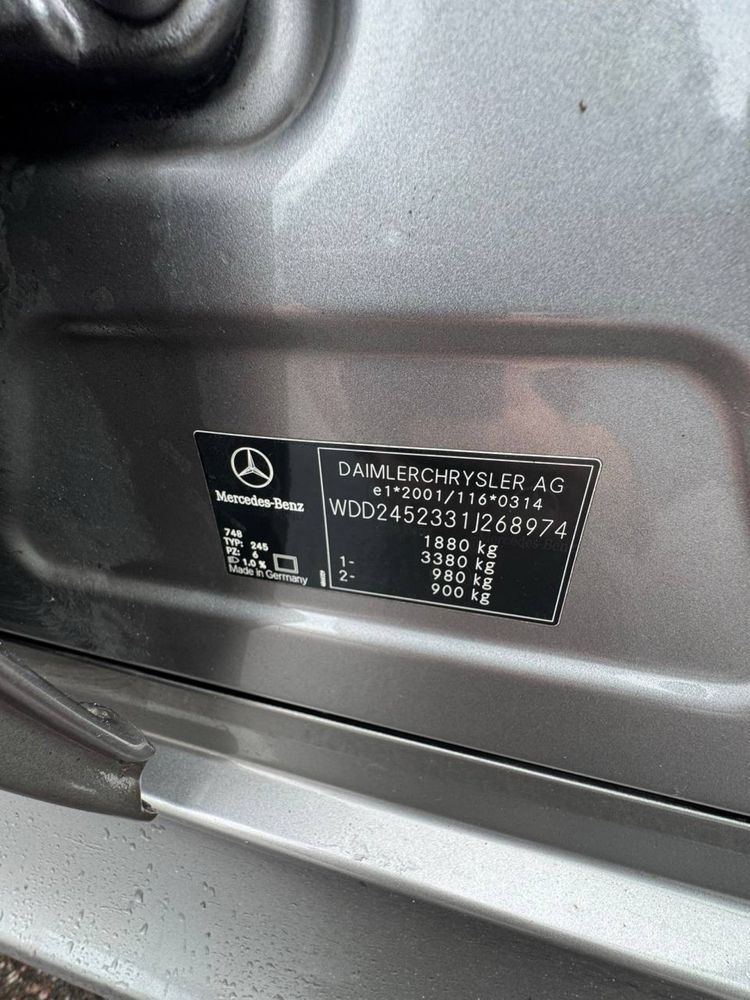 Mercedes-Benz
748
TYP: 245
PZ: 6
1.0 %
Made in Germany
DAIMLERCHRYSLER AG
e1*2001/116*0314
WDD2452331J268974
1880 kg
3380 kg
1- 980 kg
2- 900 kg